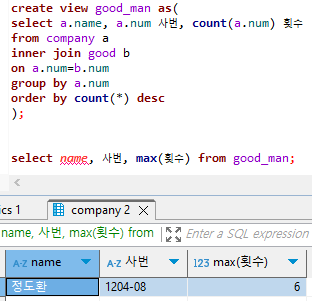 create view good_man as(
select a.name, a.num 사번, count(a.num) 횟수
from company a
inner join good b
on a.num=b.num
group by a.num
order by count(*) desc
);
select name, 사번, max(횟수) from good_man;
ics 1 company 2
name, 사번, max(횟수) from Enter a SQL expression
A-Z name A-Z 사번 123 max(횟수)
정도환 1204-08 6